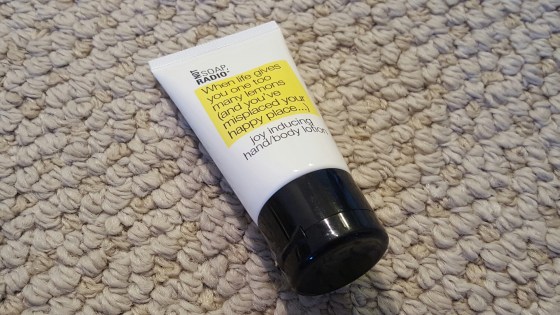 not
SOAP,
RADIO
When life gives
you one too
many lemons
(and you've
misplaced your
happy place...)
joy inducing
hand/body lotion